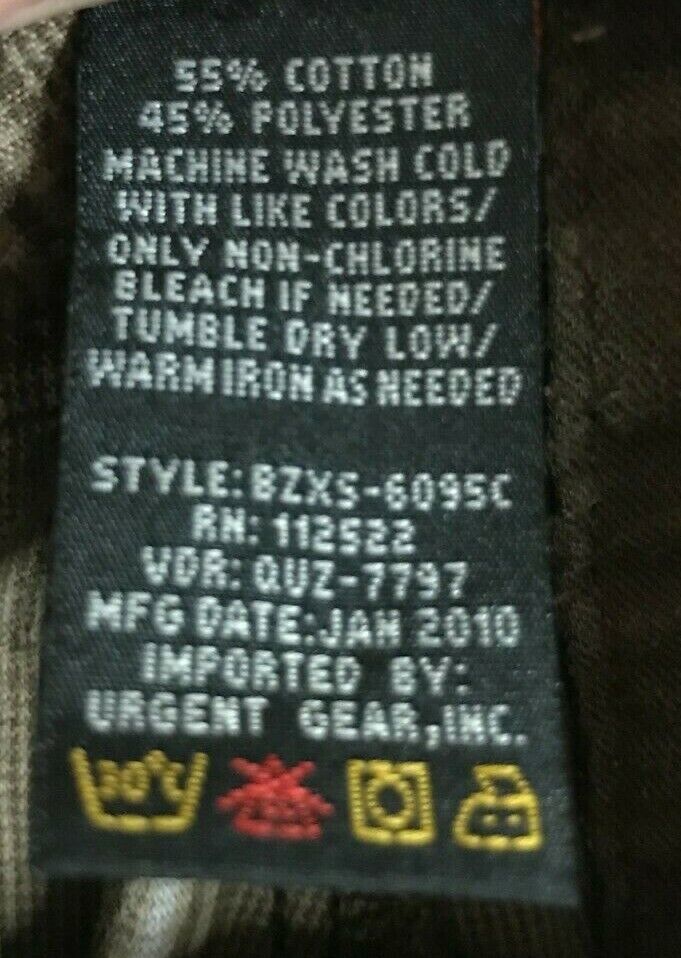 55% COTTON
45% POLYESTER
MACHINE WASH COLD
WITH LIKE COLORS/
ONLY NON-CHLORINE
BLEACH IF NEEDED/
TUMBLE DRY LOW/
WARM IRON AS NEEDED
STYLE: BZXS-6095C
RN: 112522
VDR: QUZ-7797
MFG DATE: JAN 2010
IMPORTED BY:
URGENT GEAR, INC.
30°C